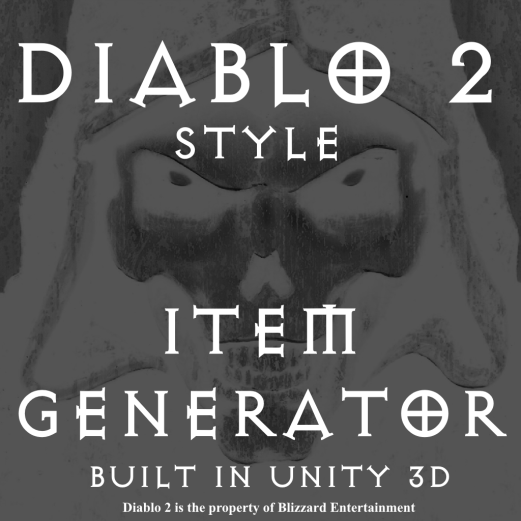 DIABLO 2
STYLE
ITEM
GENERATOR
BUILT IN UNITY 3D
Diablo 2 is the property of Blizzard Entertainment